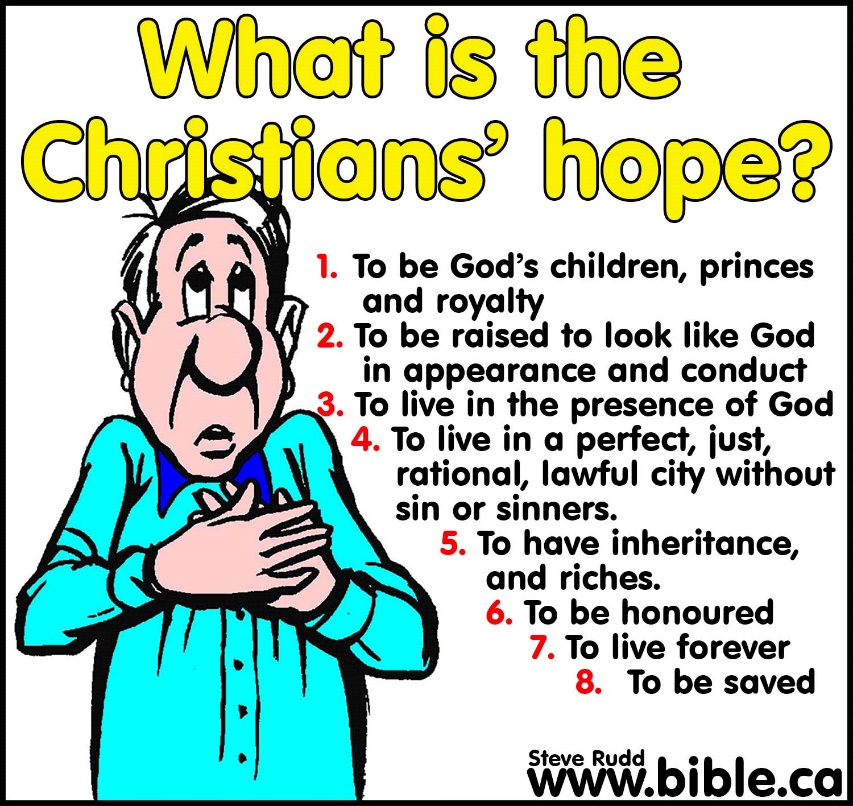 What is the
Christians' hope?
1. To be God's children, princes
and royalty
2. To be raised to look like God
in appearance and conduct
3. To live in the presence of God
4. To live in a perfect, just,
rational, lawful city without
sin or sinners.
5. To have inheritance,
and riches.
6. To be honoured
7. To live forever
8. To be saved
Steve Rudd
www.bible.ca